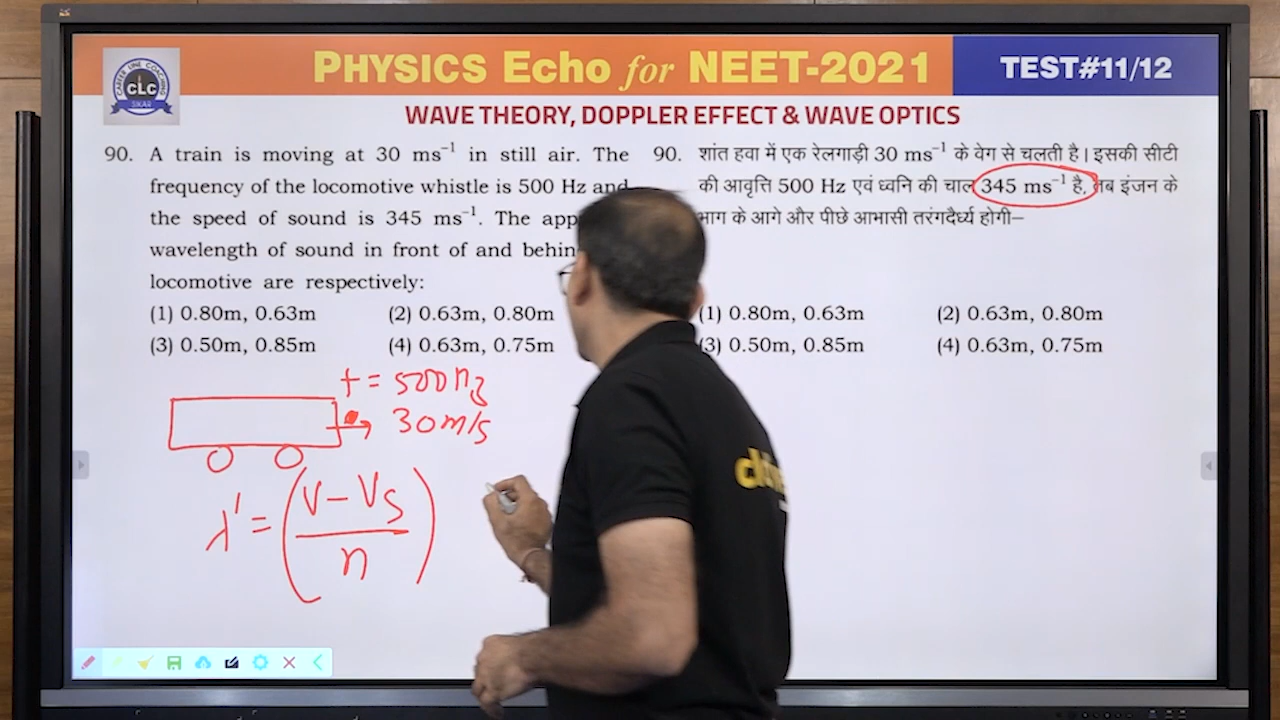 PHYSICS Echo for NEET-2021
TEST#11/12
CAREER LINE COACHING
CLC
SIKAR
WAVE THEORY, DOPPLER EFFECT & WAVE OPTICS
90. A train is moving at 30 ms⁻¹ in still air. The
frequency of the locomotive whistle is 500 Hz and
the speed of sound is 345 ms⁻¹. The
wavelength of sound in front of and
locomotive are respectively:
(1) 0.80m, 0.63m (2) 0.63m, 0.80m
(3) 0.50m, 0.85m (4) 0.63m, 0.75m
90. शांत हवा में एक रेलगाड़ी 30 ms⁻¹ के वेग से चलती है। इसकी सीटी
की आवृत्ति 500 Hz एवं ध्वनि की चाल 345 ms⁻¹ है, तब इंजन के
भाग के आगे और पीछे आभासी तरंगदैर्ध्य होगी–
(1) 0.80m, 0.63m (2) 0.63m, 0.80m
(3) 0.50m, 0.85m (4) 0.63m, 0.75m
f = 500Hz
30m/s
λ' = (V-Vs/n)